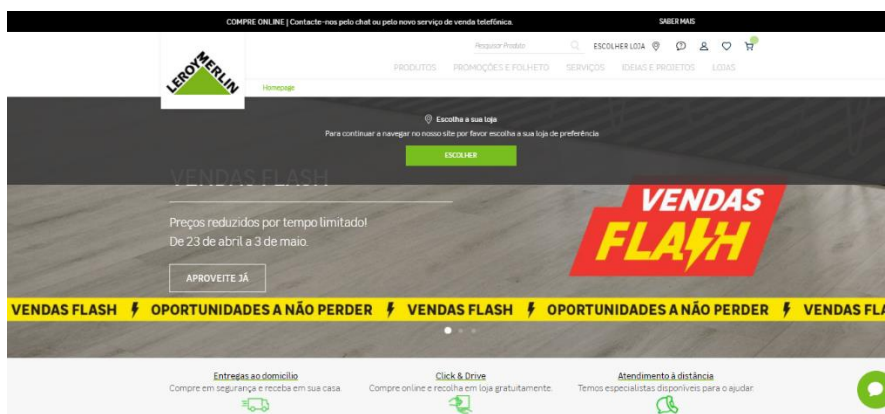 COMPRE ONLINE | Contacte-nos pelo chat ou pelo novo serviço de venda telefónica.
SABER MAIS
LEROY MERLIN
Pesquisar Produto
ESCOLHER LOJA
PRODUTOS
PROMOÇÕES E FOLHETO
SERVIÇOS
IDEIAS E PROJETOS
LOJAS
Homepage
Escolha a sua loja
Para continuar a navegar no nosso site por favor escolha a sua loja de preferência
ESCOLHER
VENDAS FLASH
Preços reduzidos por tempo limitado!
De 23 de abril a 3 de maio.
APROVEITE JÁ
VENDAS
FLASH
VENDAS FLASH OPORTUNIDADES A NÃO PERDER VENDAS FLASH OPORTUNIDADES A NÃO PERDER VENDAS FLA
Entregas ao domicílio
Compre em segurança e receba em sua casa.
Click & Drive
Compre online e recolha em loja gratuitamente.
Atendimento à distância
Temos especialistas disponíveis para o ajudar.